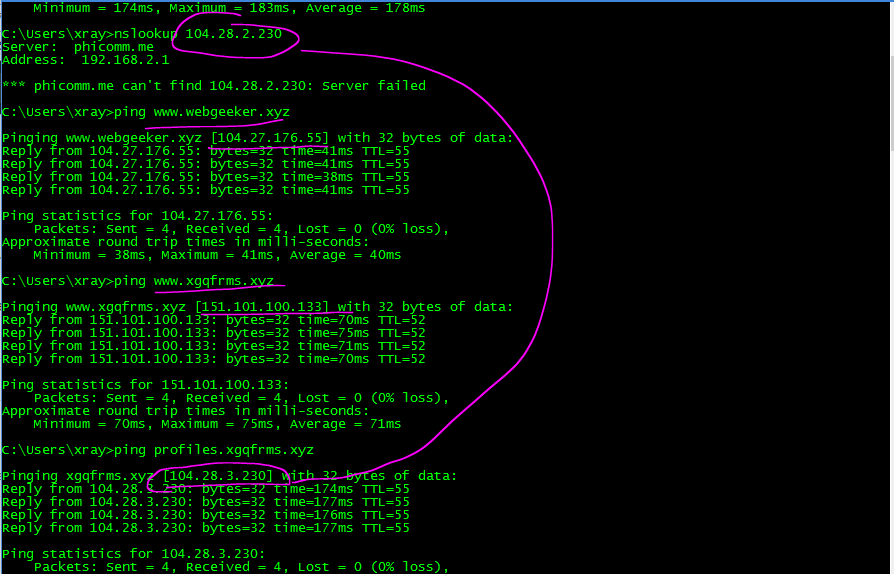 Minimum = 174ms, Maximum = 183ms, Average = 178ms
C:\Users\xray>nslookup 104.28.2.230
Server:  phicomm.me
Address:  192.168.2.1
*** phicomm.me can't find 104.28.2.230: Server failed
C:\Users\xray>ping www.webgeeker.xyz
Pinging www.webgeeker.xyz [104.27.176.55] with 32 bytes of data:
Reply from 104.27.176.55: bytes=32 time=41ms TTL=55
Reply from 104.27.176.55: bytes=32 time=41ms TTL=55
Reply from 104.27.176.55: bytes=32 time=38ms TTL=55
Reply from 104.27.176.55: bytes=32 time=41ms TTL=55
Ping statistics for 104.27.176.55:
Packets: Sent = 4, Received = 4, Lost = 0 (0% loss),
Approximate round trip times in milli-seconds:
Minimum = 38ms, Maximum = 41ms, Average = 40ms
C:\Users\xray>ping www.xgqfrms.xyz
Pinging www.xgqfrms.xyz [151.101.100.133] with 32 bytes of data:
Reply from 151.101.100.133: bytes=32 time=70ms TTL=52
Reply from 151.101.100.133: bytes=32 time=75ms TTL=52
Reply from 151.101.100.133: bytes=32 time=71ms TTL=52
Reply from 151.101.100.133: bytes=32 time=70ms TTL=52
Ping statistics for 151.101.100.133:
Packets: Sent = 4, Received = 4, Lost = 0 (0% loss),
Approximate round trip times in milli-seconds:
Minimum = 70ms, Maximum = 75ms, Average = 71ms
C:\Users\xray>ping profiles.xgqfrms.xyz
Pinging xgqfrms.xyz [104.28.3.230] with 32 bytes of data:
Reply from 104.28.3.230: bytes=32 time=174ms TTL=55
Reply from 104.28.3.230: bytes=32 time=177ms TTL=55
Reply from 104.28.3.230: bytes=32 time=176ms TTL=55
Reply from 104.28.3.230: bytes=32 time=177ms TTL=55
Ping statistics for 104.28.3.230:
Packets: Sent = 4, Received = 4, Lost = 0 (0% loss),